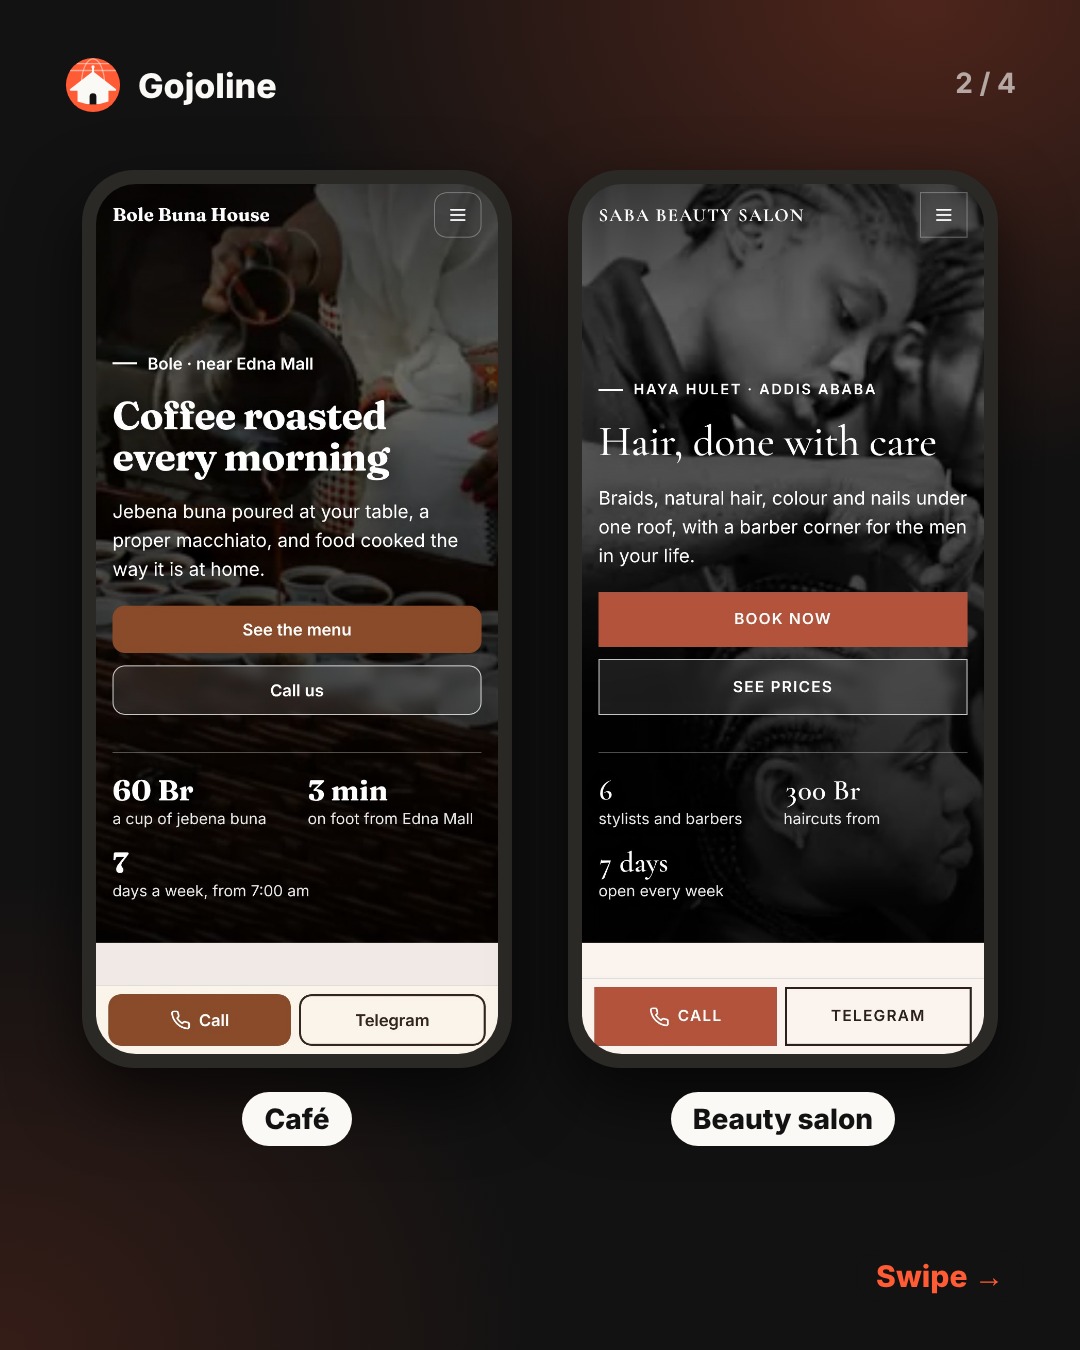 Gojoline
2 / 4
Bole Buna House
Bole · near Edna Mall
Coffee roasted
every morning
Jebena buna poured at your table, a
proper macchiato, and food cooked the
way it is at home.
See the menu
Call us
60 Br
a cup of jebena buna
3 min
on foot from Edna Mall
7
days a week, from 7:00 am
Call
Telegram
Café
SABA BEAUTY SALON
HAYA HULET · ADDIS ABABA
Hair, done with care
Braids, natural hair, colour and nails under
one roof, with a barber corner for the men
in your life.
BOOK NOW
SEE PRICES
6
stylists and barbers
300 Br
haircuts from
7 days
open every week
CALL
TELEGRAM
Beauty salon
Swipe →